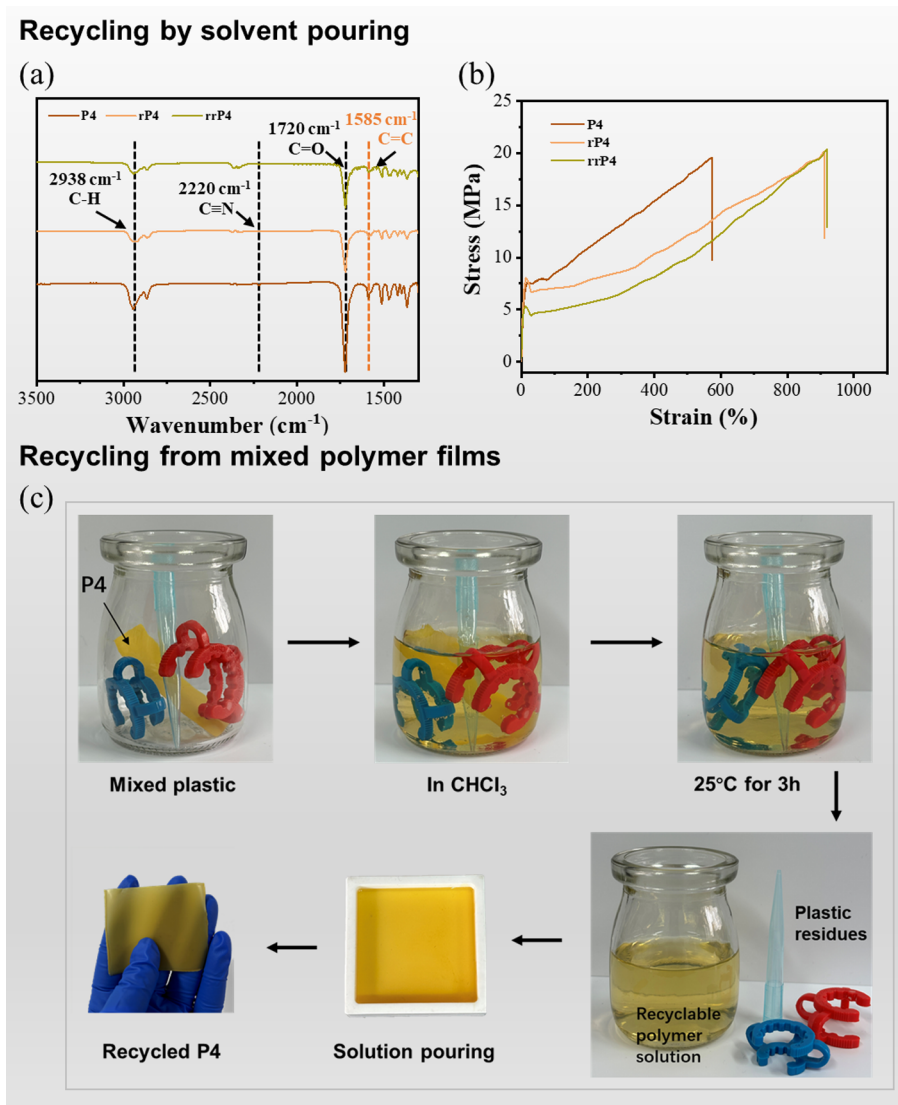 Recycling by solvent pouring
(a)
P4 rP4 rrP4
1720 cm-1
C=O
1585 cm-1
C=C
2938 cm-1
C-H
2220 cm-1
C≡N
3500 3000 2500 2000 1500
Wavenumber (cm-1)
(b)
25
20
15
10
5
0
Stress (MPa)
P4
rP4
rrP4
0 200 400 600 800 1000
Strain (%)
Recycling from mixed polymer films
(c)
P4
Mixed plastic
In CHCl3
25°C for 3h
Plastic
residues
Recyclable
polymer
solution
Solution pouring
Recycled P4